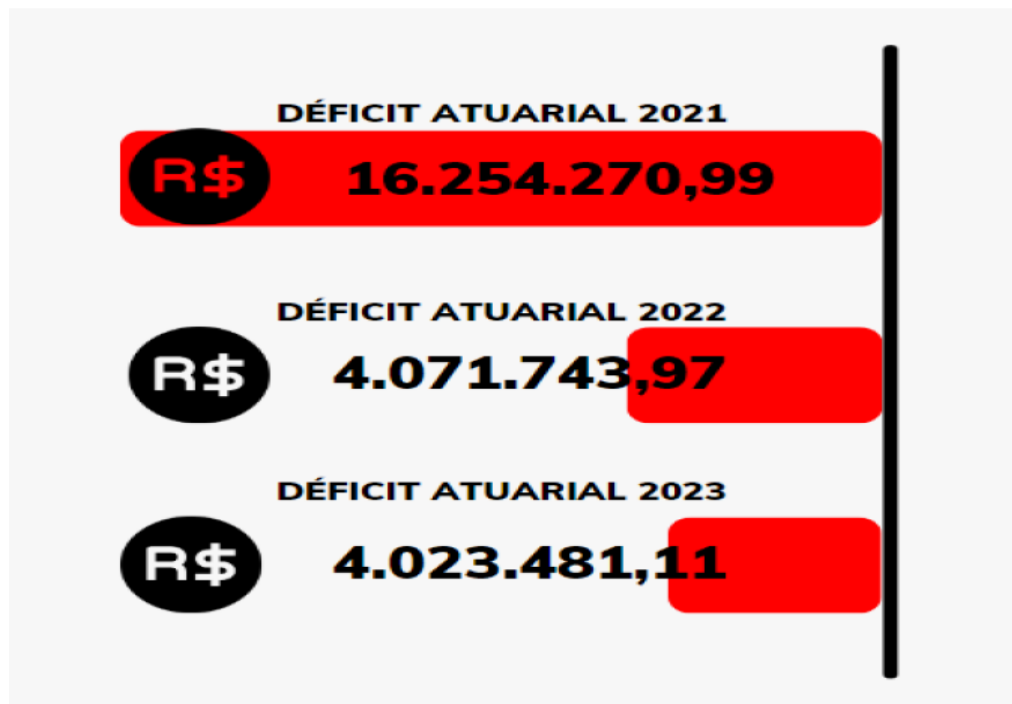 DÉFICIT ATUARIAL 2021
R$ 16.254.270,99
DÉFICIT ATUARIAL 2022
R$ 4.071.743,97
DÉFICIT ATUARIAL 2023
R$ 4.023.481,11